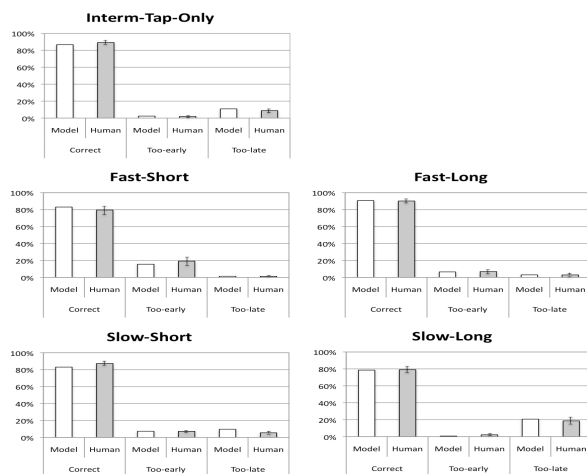 Interm-Tap-Only
100%
80%
60%
40%
20%
0%
Model Human Model Human Model Human
Correct Too-early Too-late
Fast-Short Fast-Long
100% 100%
80% 80%
60% 60%
40% 40%
20% 20%
0% 0%
Model Human Model Human Model Human Model Human Model Human Model Human
Correct Too-early Too-late Correct Too-early Too-late
Slow-Short Slow-Long
100% 100%
80% 80%
60% 60%
40% 40%
20% 20%
0% 0%
Model Human Model Human Model Human Model Human Model Human Model Human
Correct Too-early Too-late Correct Too-early Too-late